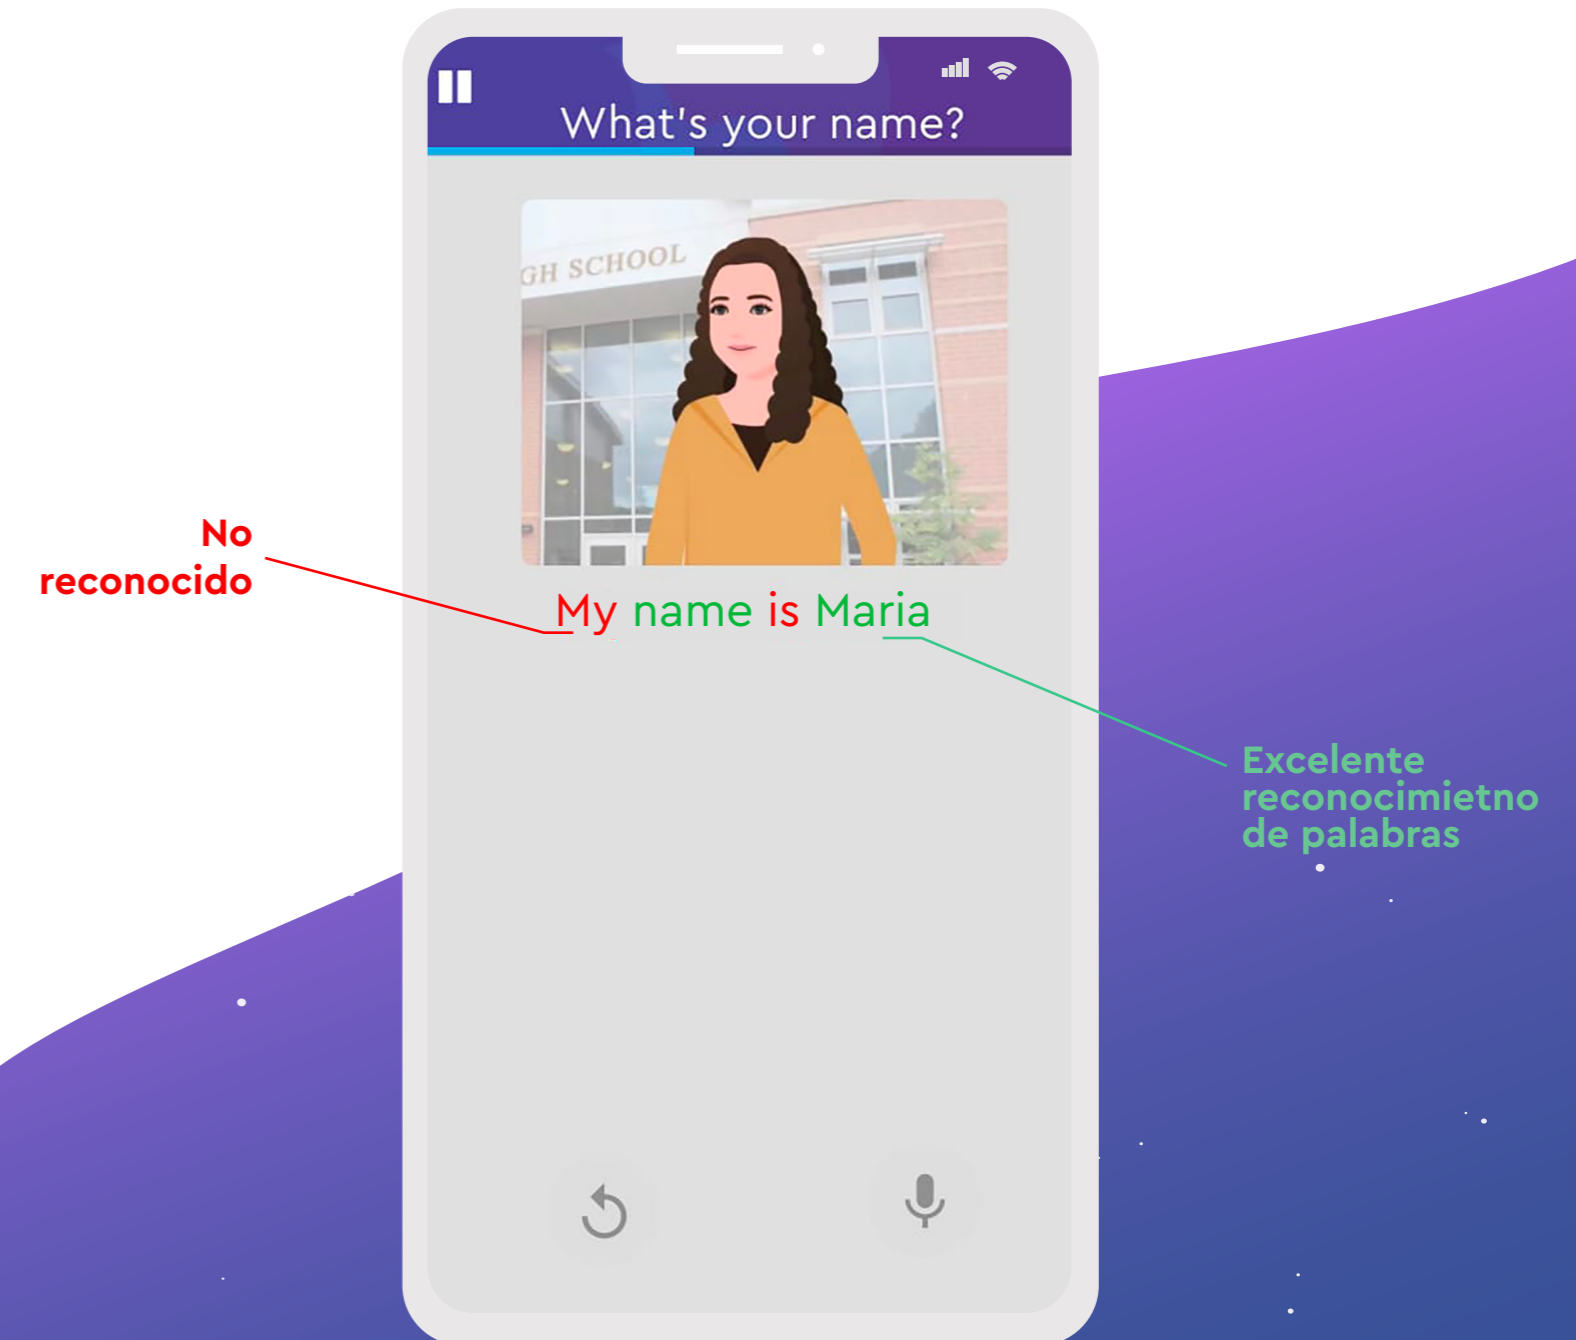 What's your name?
GH SCHOOL
No
reconocido
My name is Maria
Excelente
reconocimietno
de palabras